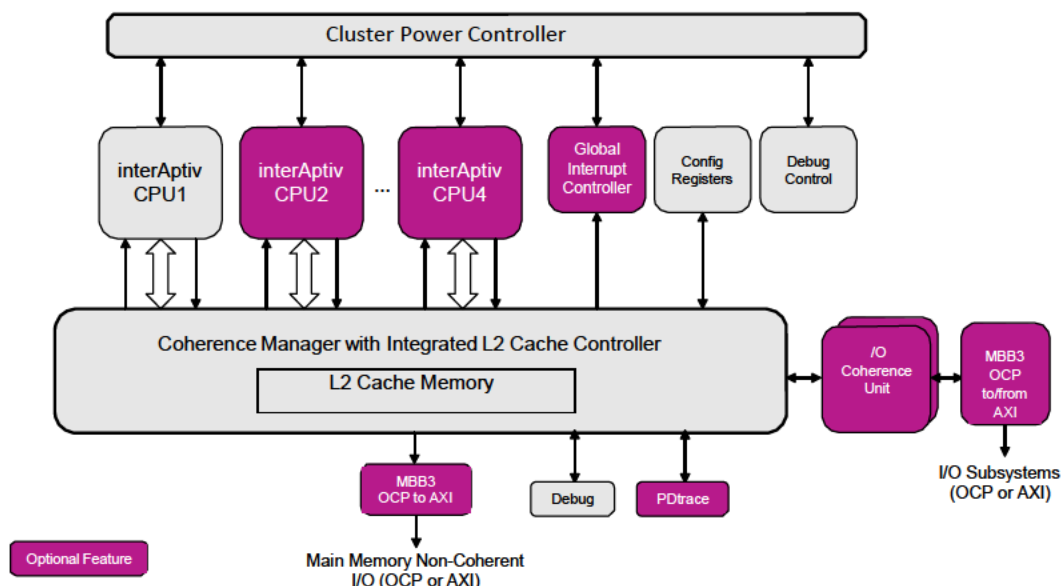 Cluster Power Controller
interAptiv
CPU1
interAptiv
CPU2
...
interAptiv
CPU4
Global
Interrupt
Controller
Config
Registers
Debug
Control
Coherence Manager with Integrated L2 Cache Controller
L2 Cache Memory
I/O
Coherence
Unit
MBB3
OCP
to/from
AXI
I/O Subsystems
(OCP or AXI)
MBB3
OCP to AXI
Debug
PDtrace
Main Memory Non-Coherent
I/O (OCP or AXI)
Optional Feature